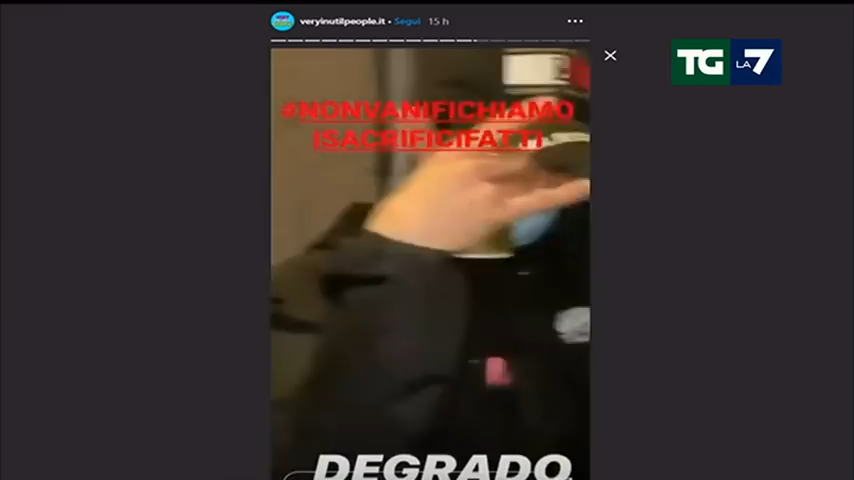 veryinutilpeople.it • Segui 15 h
TG LA7
#NONVANIFICHIAMO
ISACRIFICIFATTI
DEGRADO